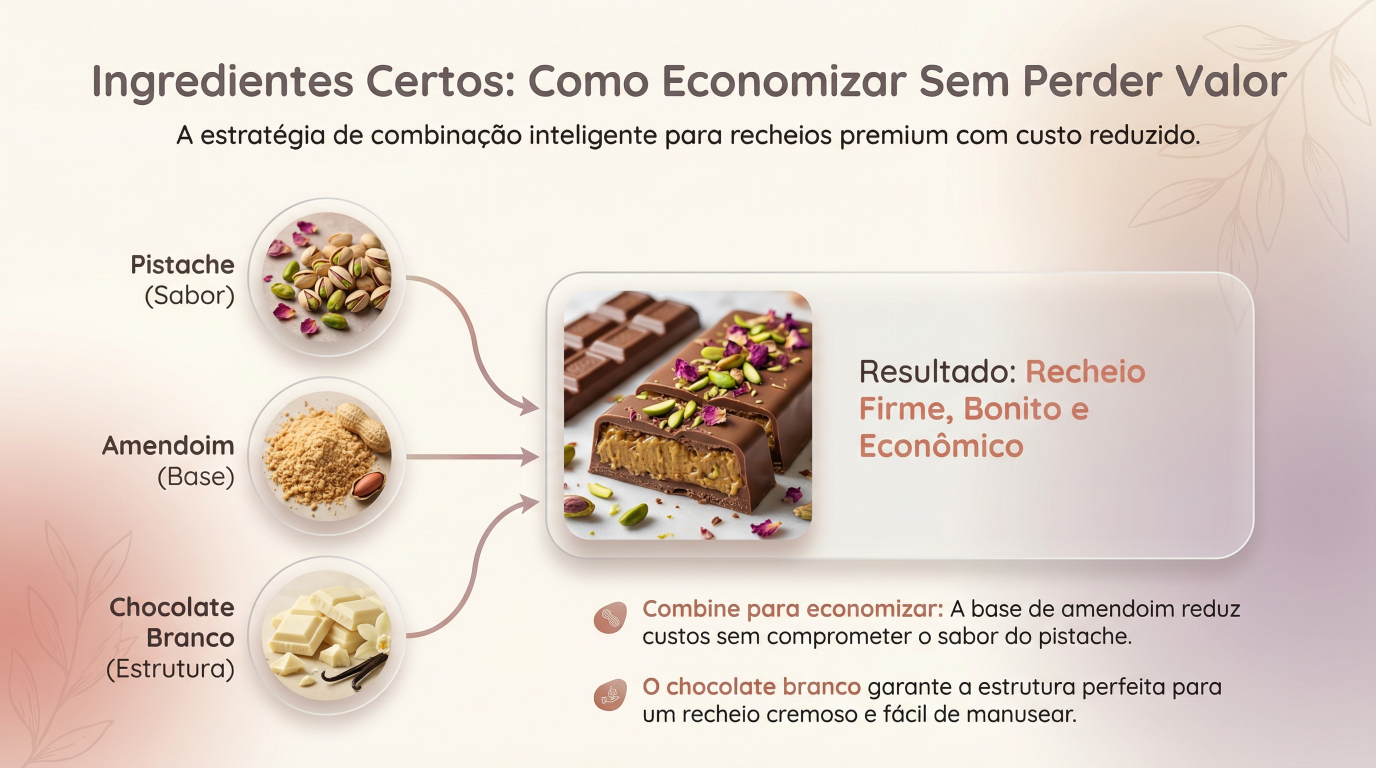 Ingredientes Certos: Como Economizar Sem Perder Valor
A estratégia de combinação inteligente para recheios premium com custo reduzido.
Pistache
(Sabor)
Amendoim
(Base)
Chocolate
Branco
(Estrutura)
Resultado: Recheio
Firme, Bonito e
Econômico
Combine para economizar: A base de amendoim reduz
custos sem comprometer o sabor do pistache.
O chocolate branco garante a estrutura perfeita para
um recheio cremoso e fácil de manusear.